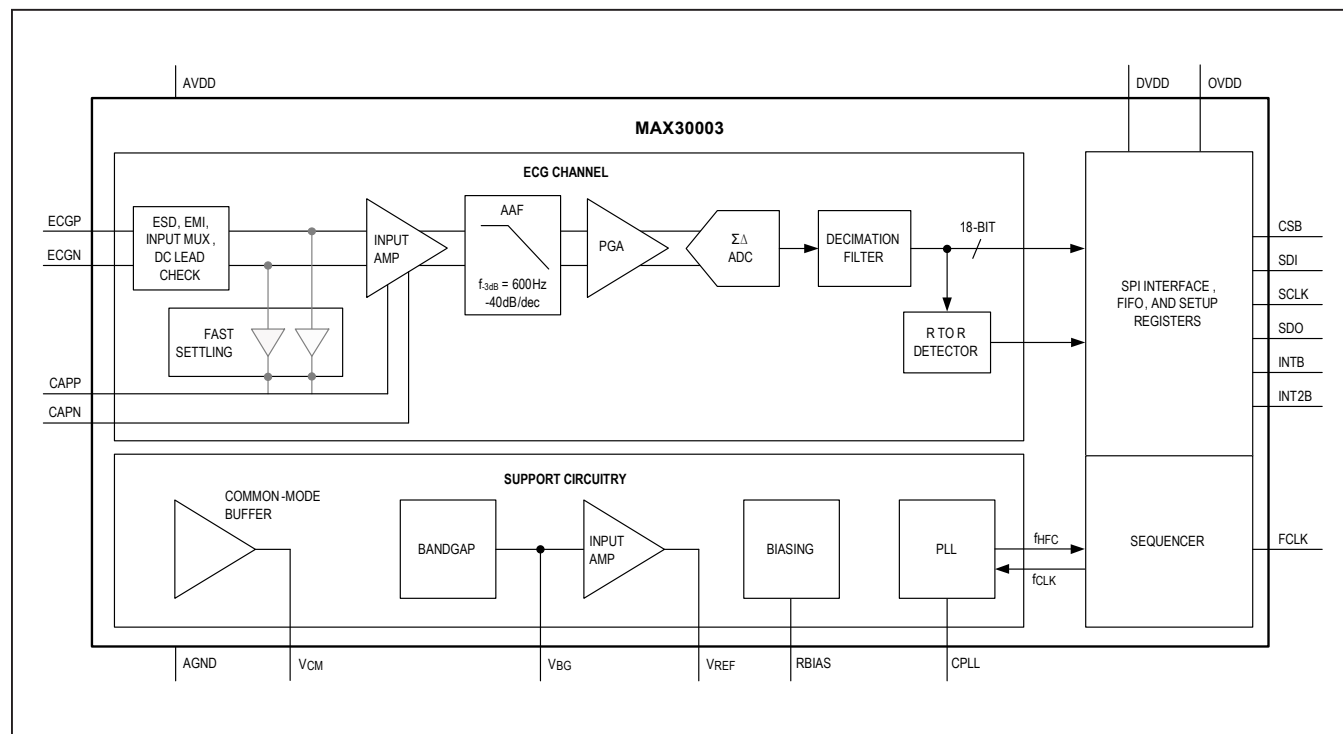 AVDD
DVDD
OVDD
MAX30003
ECG CHANNEL
ECGP
ECGN
ESD, EMI,
INPUT MUX ,
DC LEAD
CHECK
INPUT
AMP
AAF
f-3dB = 600Hz
-40dB/dec
PGA
ΣΔ
ADC
DECIMATION
FILTER
18-BIT
FAST
SETTLING
R TO R
DETECTOR
CAPP
CAPN
SPI INTERFACE ,
FIFO, AND SETUP
REGISTERS
CSB
SDI
SCLK
SDO
INTB
INT2B
SUPPORT CIRCUITRY
COMMON-MODE
BUFFER
BANDGAP
INPUT
AMP
BIASING
PLL
fHFC
fCLK
SEQUENCER
FCLK
AGND
VCM
VBG
VREF
RBIAS
CPLL